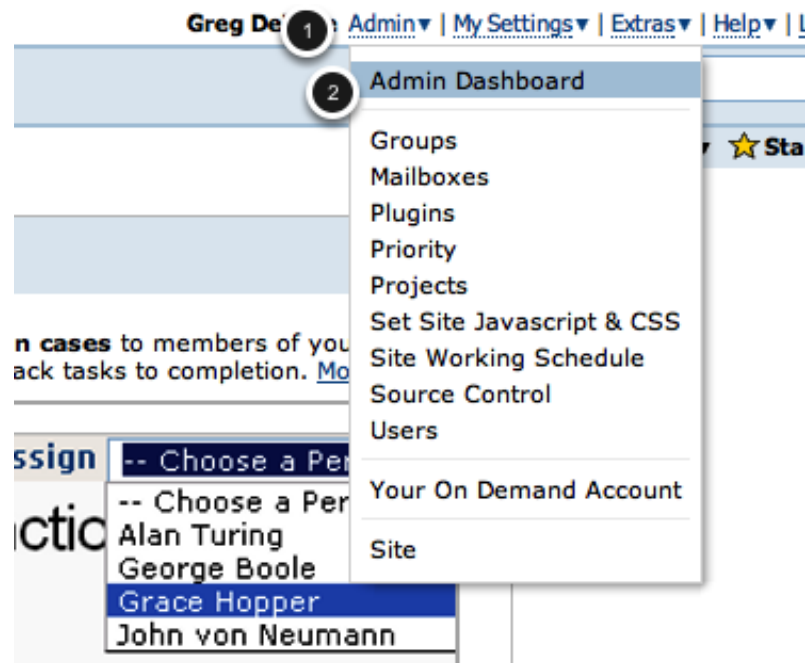 Greg De 1 Admin▼ | My Settings▼ | Extras▼ | Help▼ | L
2 Admin Dashboard
Groups
Sta
Mailboxes
Plugins
Priority
Projects
Set Site Javascript & CSS
n cases to members of you
Site Working Schedule
ack tasks to completion. Mo
Source Control
Users
ssign -- Choose a Per
Your On Demand Account
-- Choose a Per
ctio
Alan Turing
Site
George Boole
Grace Hopper
John von Neumann